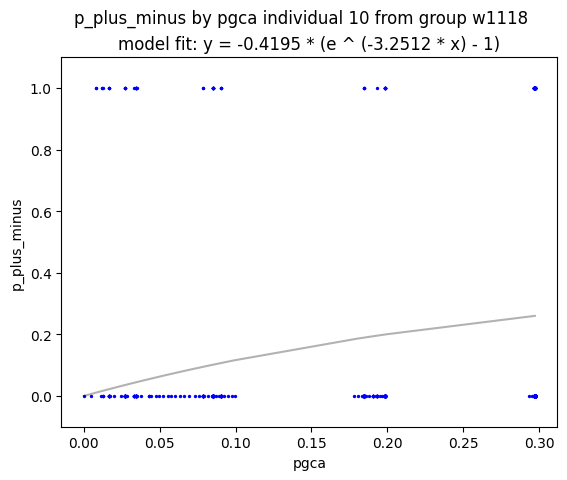 p_plus_minus by pgca individual 10 from group w1118
model fit: y = -0.4195 * (e ^ (-3.2512 * x) - 1)
1.0
0.8
0.6
0.4
0.2
0.0
p_plus_minus
0.00 0.05 0.10 0.15 0.20 0.25 0.30
pgca